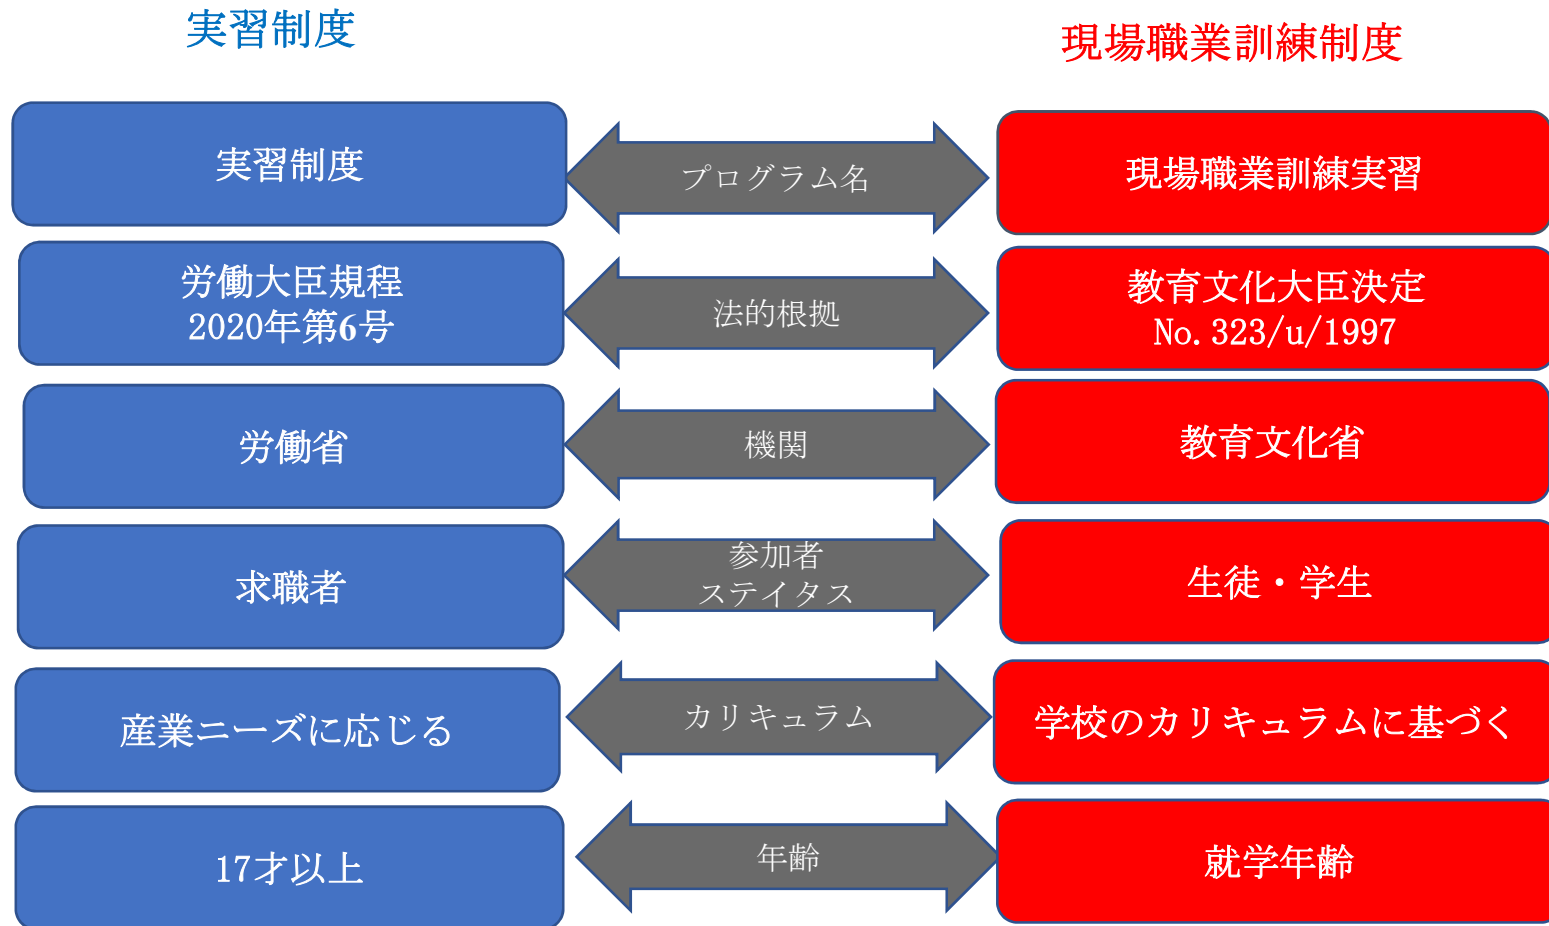 実習制度
現場職業訓練制度
実習制度
プログラム名
現場職業訓練実習
労働大臣規程
2020年第6号
法的根拠
教育文化大臣決定
No.323/u/1997
労働省
機関
教育文化省
求職者
参加者
ステイタス
生徒・学生
産業ニーズに応じる
カリキュラム
学校のカリキュラムに基づく
17才以上
年齢
就学年齢